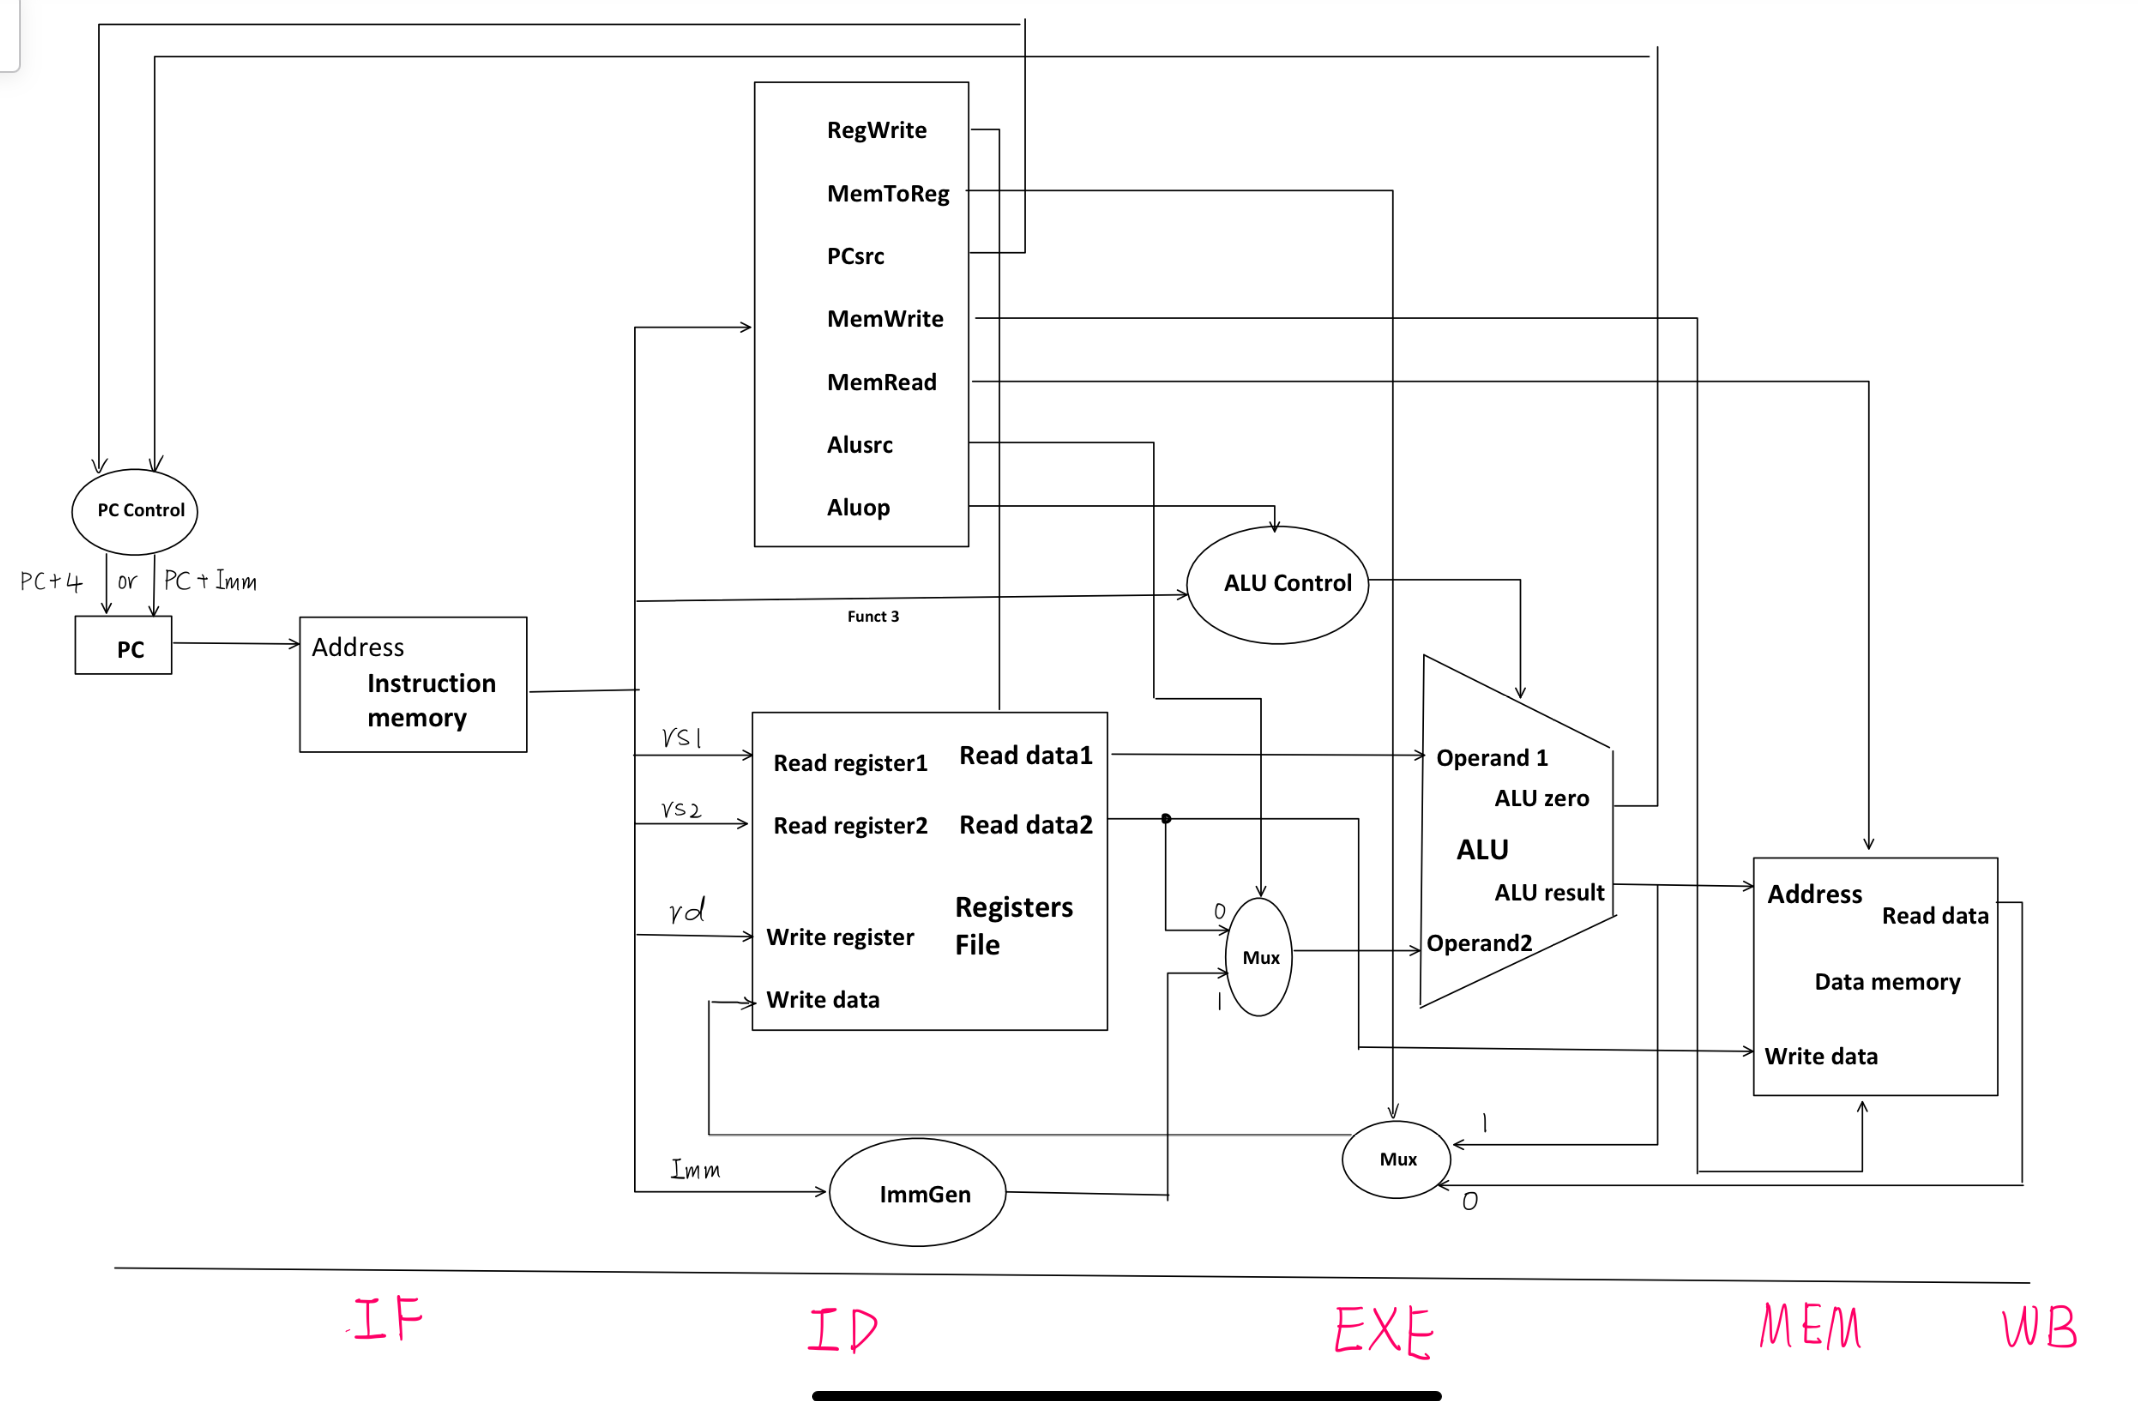 RegWrite
MemToReg
PCsrc
MemWrite
MemRead
Alusrc
Aluop
PC Control
PC+4 or PC+Imm
PC
Address
Instruction
memory
ALU Control
Funct 3
rs1
rs2
rd
Imm
Read register1
Read data1
Read register2
Read data2
Registers
File
Write register
Write data
ImmGen
0
Mux
1
Operand 1
ALU zero
ALU
ALU result
Operand2
Address
Read data
Data memory
Write data
1
Mux
0
IF ID EXE MEM WB